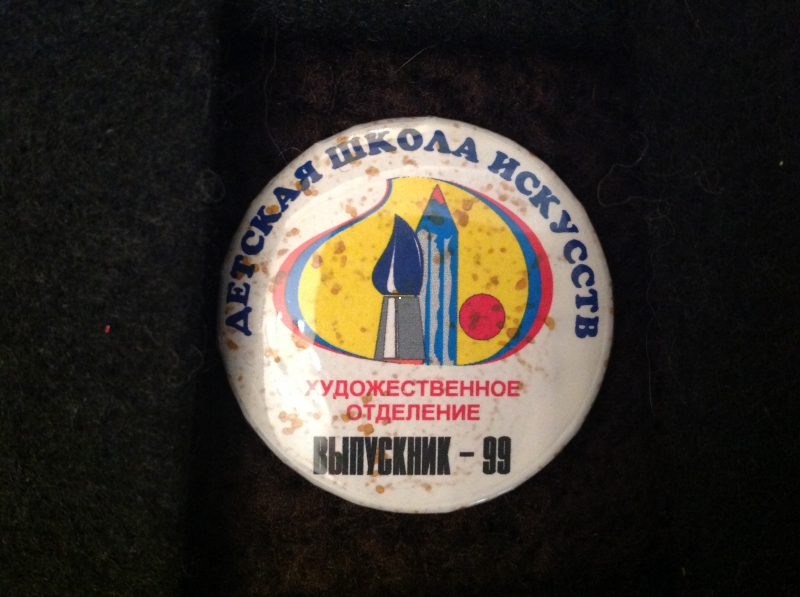 ДЕТСКАЯ ШКОЛА ИСКУССТВ
ХУДОЖЕСТВЕННОЕ
ОТДЕЛЕНИЕ
ВЫПУСКНИК – 99